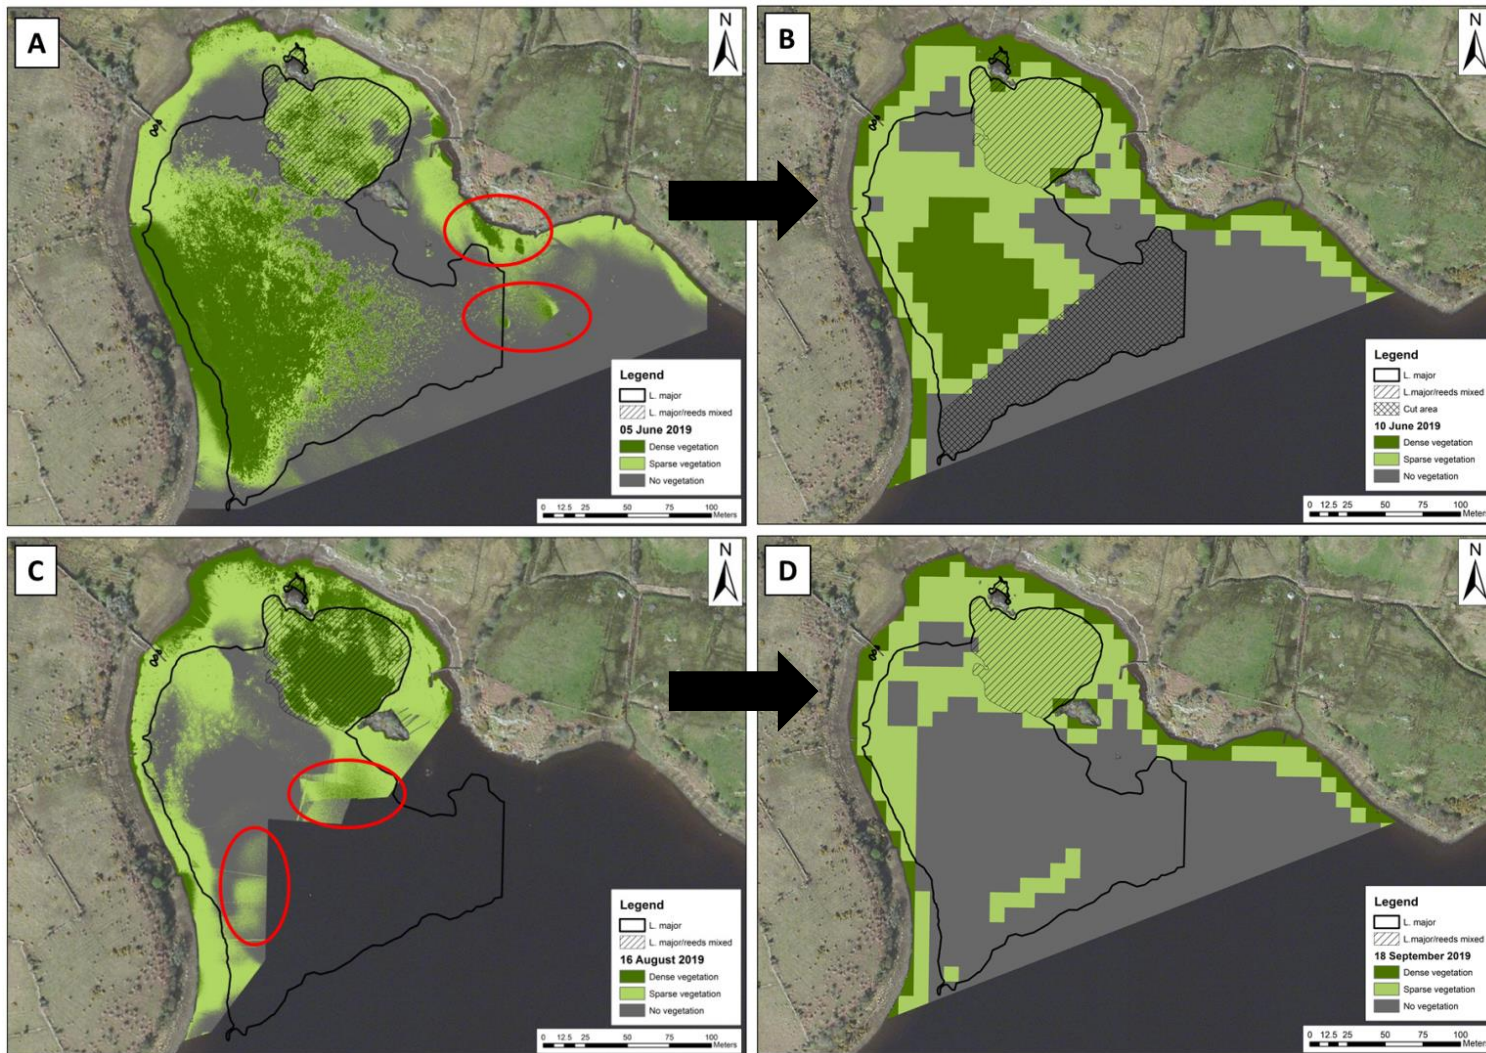 A
N
Legend
L. major
L. major/reeds mixed
05 June 2019
Dense vegetation
Sparse vegetation
No vegetation
0 12.5 25 50 75 100
Meters
B
N
Legend
L. major
L.major/reeds mixed
Cut area
10 June 2019
Dense vegetation
Sparse vegetation
No vegetation
0 12.5 25 50 75 100
Meters
C
N
Legend
L. major
L. major/reeds mixed
16 August 2019
Dense vegetation
Sparse vegetation
No vegetation
0 12.5 25 50 75 100
Meters
D
N
Legend
L. major
L.major/reeds mixed
18 September 2019
Dense vegetation
Sparse vegetation
No vegetation
0 12.5 25 50 75 100
Meters